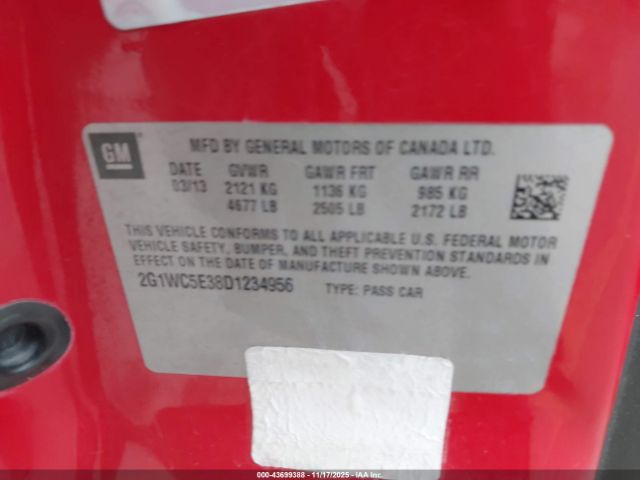 GM
MFD BY GENERAL MOTORS OF CANADA LTD.
DATE GVWR GAWR FRT GAWR RR
03/13 2121 KG 1136 KG 985 KG
4677 LB 2505 LB 2172 LB
THIS VEHICLE CONFORMS TO ALL APPLICABLE U.S. FEDERAL MOTOR
VEHICLE SAFETY, BUMPER, AND THEFT PREVENTION STANDARDS IN
EFFECT ON THE DATE OF MANUFACTURE SHOWN ABOVE.
2G1WC5E38D1234956 TYPE: PASS CAR
000-43699388 - 11/17/2025 - IAA Inc.